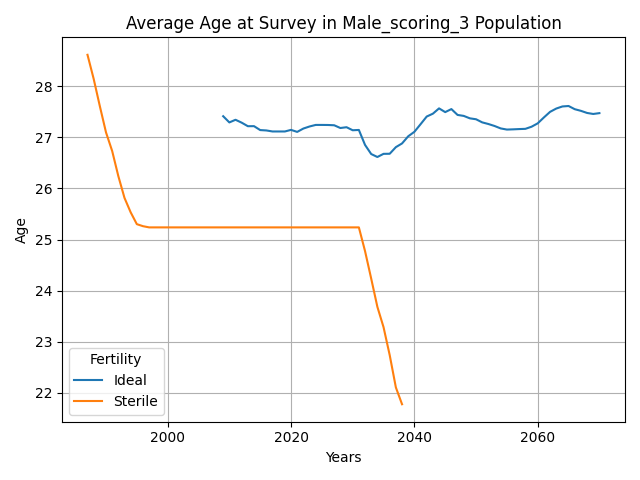 Average Age at Survey in Male_scoring_3 Population
Age
28
27
26
25
24
23
22
Fertility
Ideal
Sterile
2000
2020
2040
2060
Years